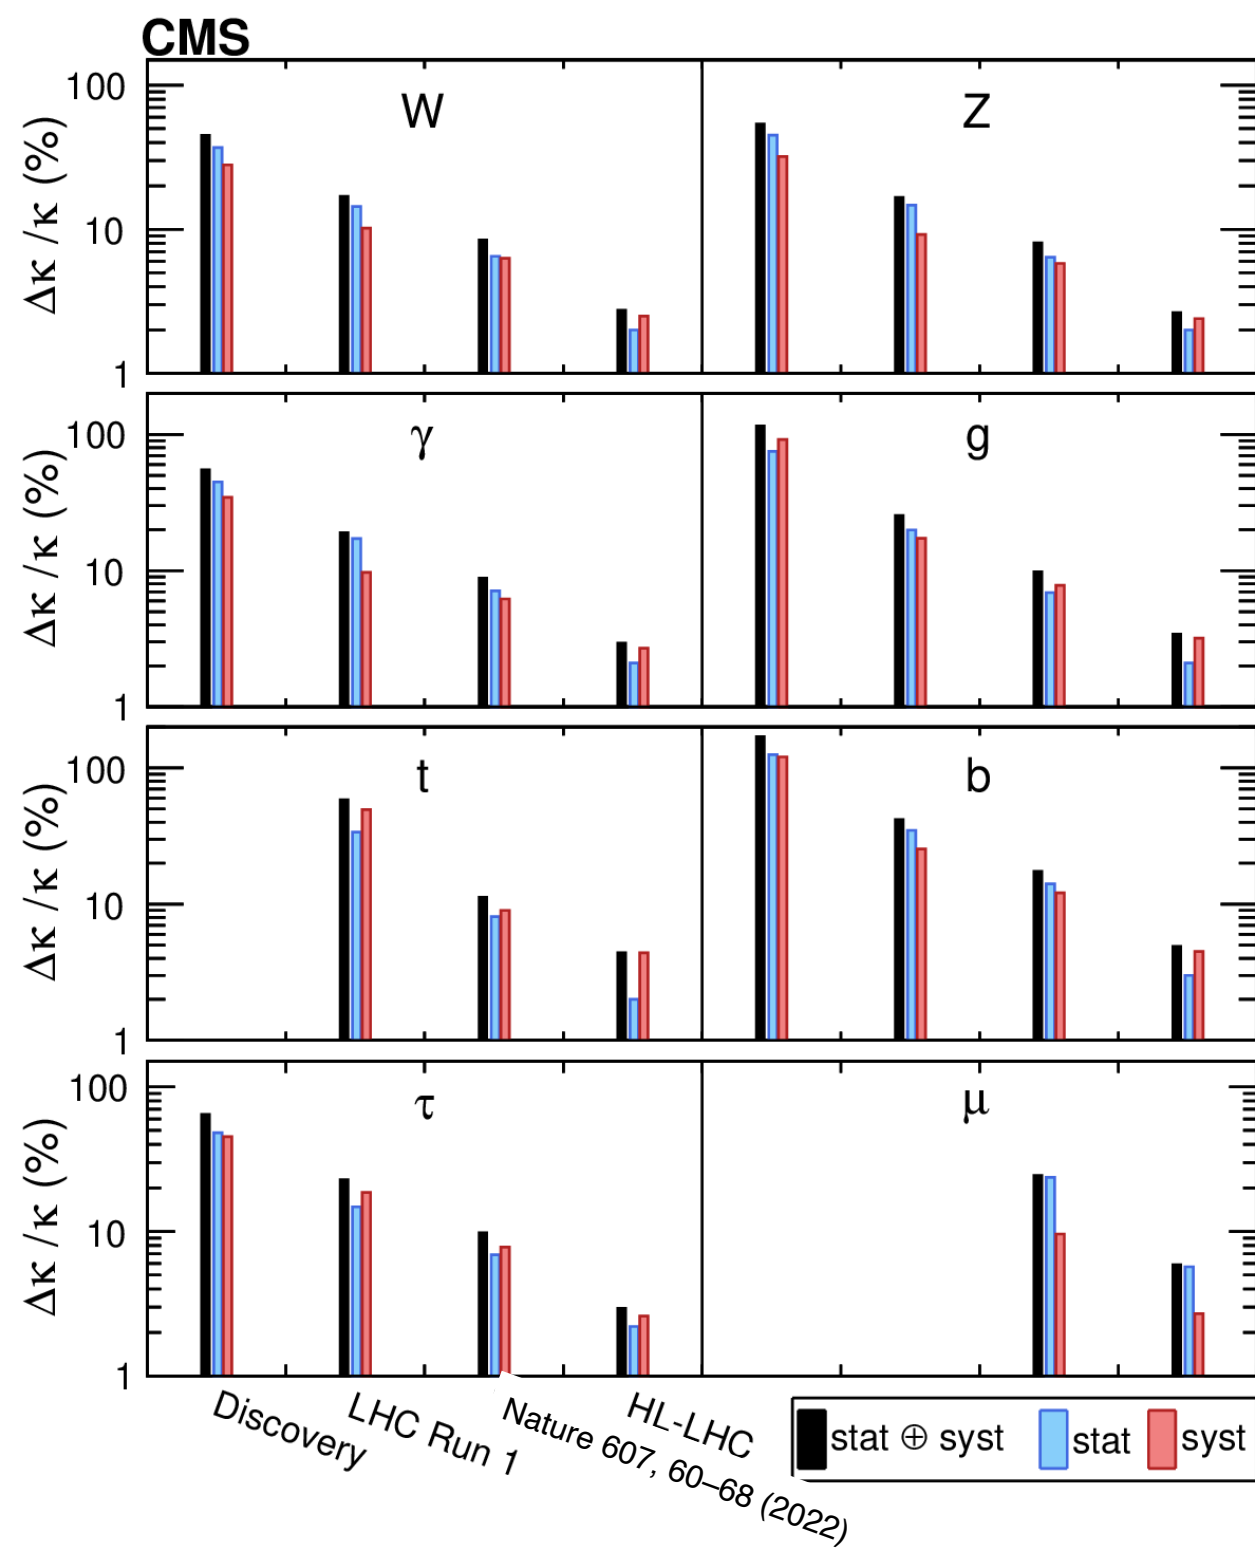 CMS
Δκ /κ (%)
100
10
1
W
Z
Δκ /κ (%)
100
10
1
γ
g
Δκ /κ (%)
100
10
1
t
b
Δκ /κ (%)
100
10
1
τ
μ
Discovery
LHC Run 1
Nature 607, 60–68 (2022)
HL-LHC
stat ⊕ syst
stat
syst